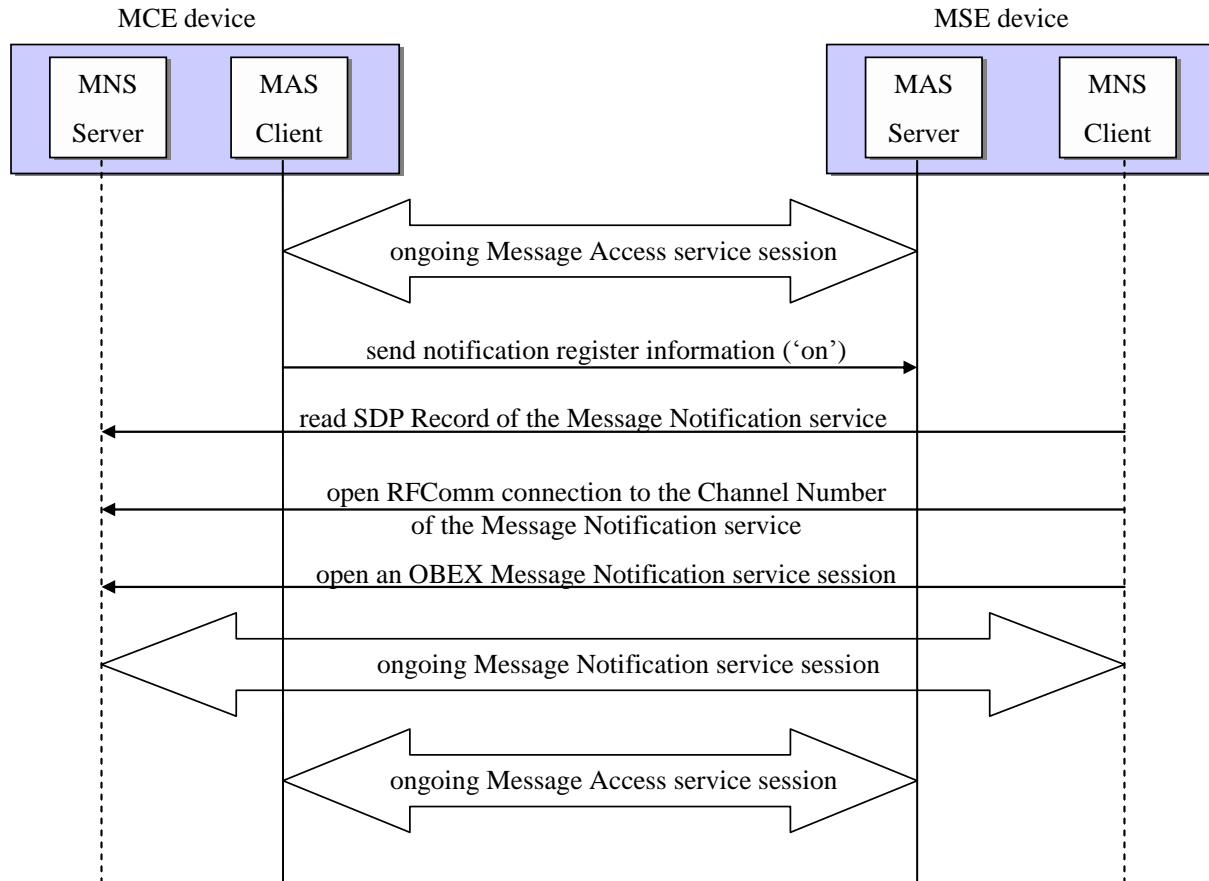 MCE device
MSE device
MNS
Server
MAS
Client
MAS
Server
MNS
Client
ongoing Message Access service session
send notification register information (‘on’)
read SDP Record of the Message Notification service
open RFComm connection to the Channel Number
of the Message Notification service
open an OBEX Message Notification service session
ongoing Message Notification service session
ongoing Message Access service session